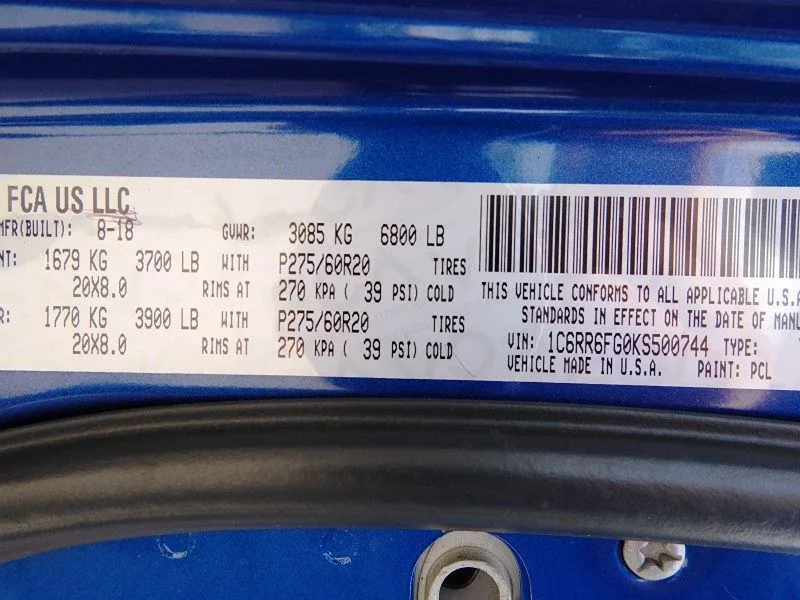 FCA US LLC
MFR(BUILT): 8-18 GVWR: 3085 KG 6800 LB
NT: 1679 KG 3700 LB WITH P275/60R20 TIRES
20X8.0 RIMS AT 270 KPA ( 39 PSI) COLD
R: 1770 KG 3900 LB WITH P275/60R20 TIRES
20X8.0 RIMS AT 270 KPA ( 39 PSI) COLD
THIS VEHICLE CONFORMS TO ALL APPLICABLE U.S.A
STANDARDS IN EFFECT ON THE DATE OF MANU
VIN: 1C6RR6FG0KS500744 TYPE:
VEHICLE MADE IN U.S.A. PAINT: PCL